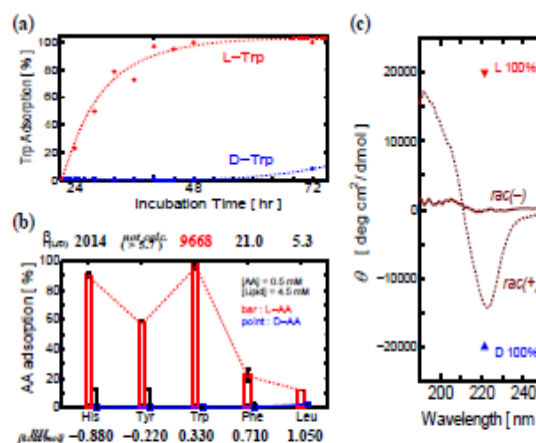 (a)
100
80
60
40
20
0
Trp Adsorption [ % ]
L−Trp
D−Trp
24
48
72
Incubation Time [ hr ]
(b)
2014
9668
21.0
5.3
100
80
60
40
20
0
AA adsorption [ % ]
[AA] = 0.5 mM
[Lipid] = 4.5 mM
bar : L−AA
point : D−AA
His Tyr Trp Phe Leu
−0.880 −0.220 0.330 0.710 1.050
(c)
20000
10000
0
−10000
−20000
θ [ deg cm2 / dmol ]
L 100%
rac(−)
rac(+)
D 100%
200 220 240
Wavelength [ nm